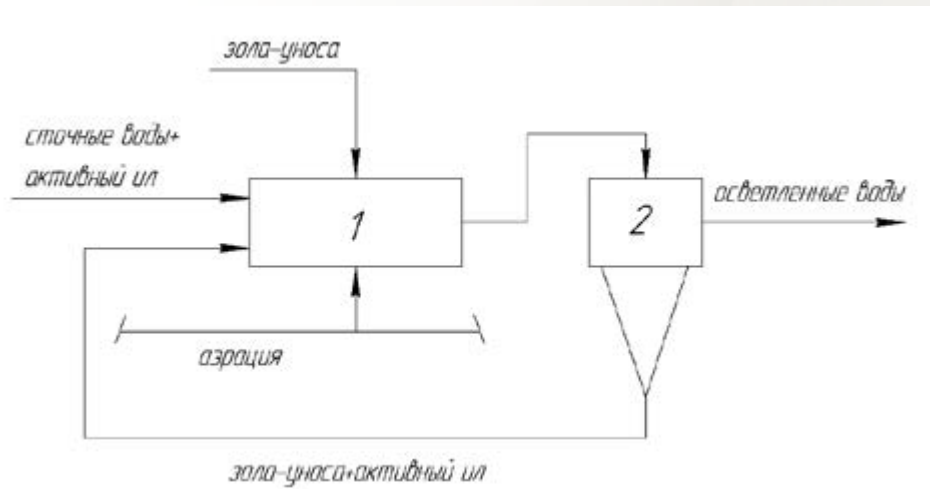 зола-уноса
сточные воды+
активный ил
осветленные воды
1
2
аэрация
зола-уноса+активный ил